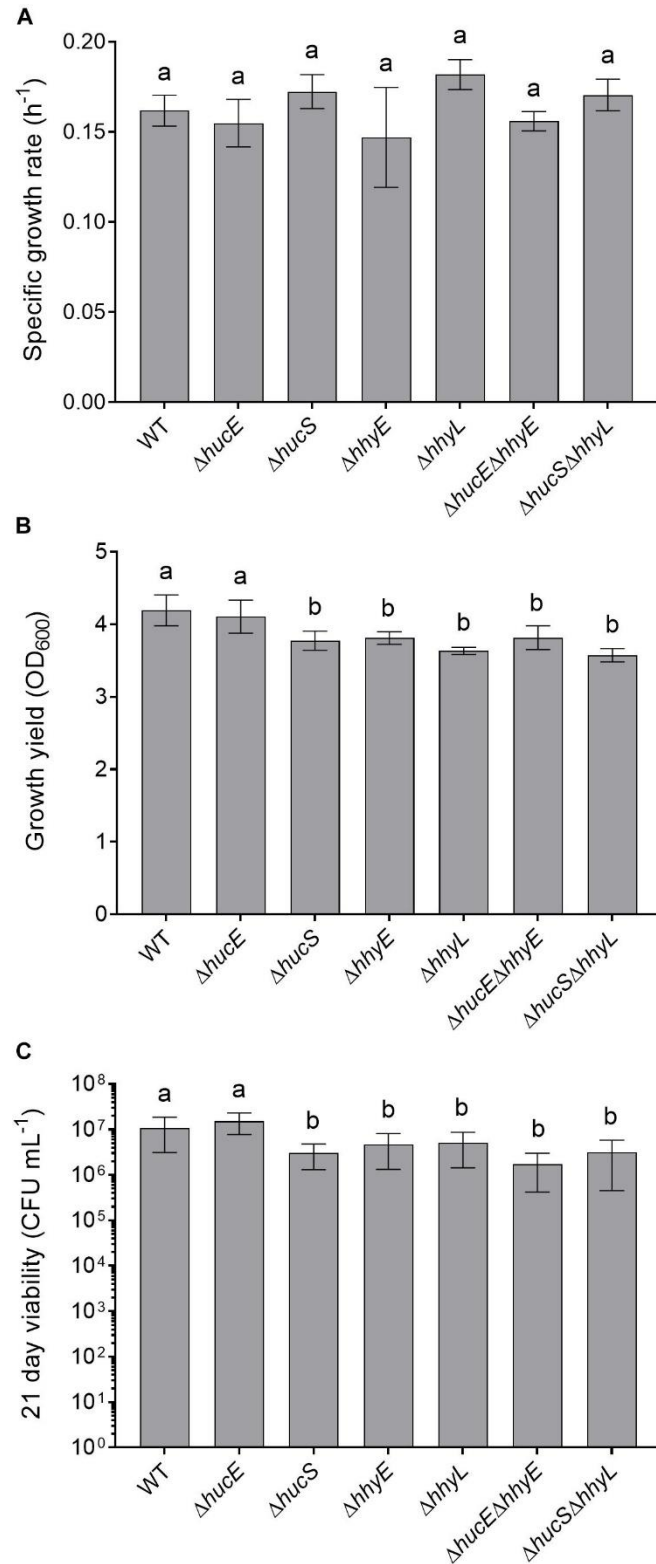 A
Specific growth rate (h⁻¹)
0.20
0.15
0.10
0.05
0.00
a a a a a a a
WT ΔhucE ΔhucS ΔhhyE ΔhhyL ΔhucEΔhhyE ΔhucSΔhhyL
B
Growth yield (OD₆₀₀)
5
4
3
2
1
0
a a b b b b b
WT ΔhucE ΔhucS ΔhhyE ΔhhyL ΔhucEΔhhyE ΔhucSΔhhyL
C
21 day viability (CFU mL⁻¹)
10⁸
10⁷
10⁶
10⁵
10⁴
10³
10²
10¹
10⁰
a a b b b b b
WT ΔhucE ΔhucS ΔhhyE ΔhhyL ΔhucEΔhhyE ΔhucSΔhhyL